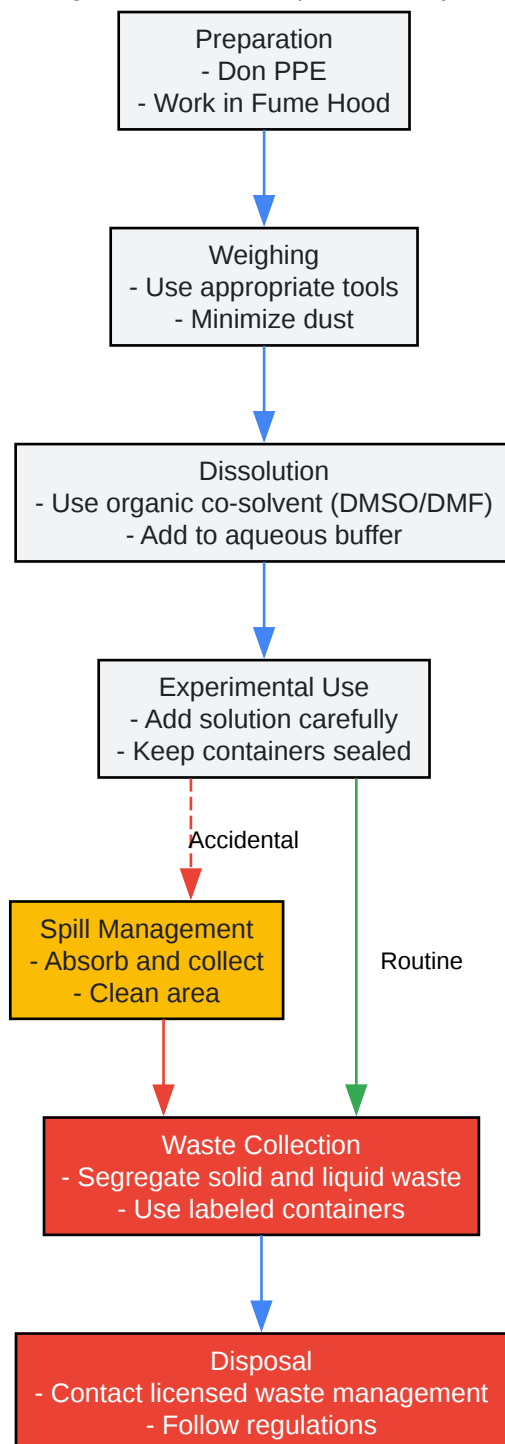 Preparation
- Don PPE
- Work in Fume Hood
Weighing
- Use appropriate tools
- Minimize dust
Dissolution
- Use organic co-solvent (DMSO/DMF)
- Add to aqueous buffer
Experimental Use
- Add solution carefully
- Keep containers sealed
Accidental
Spill Management
- Absorb and collect
- Clean area
Routine
Waste Collection
- Segregate solid and liquid waste
- Use labeled containers
Disposal
- Contact licensed waste management
- Follow regulations